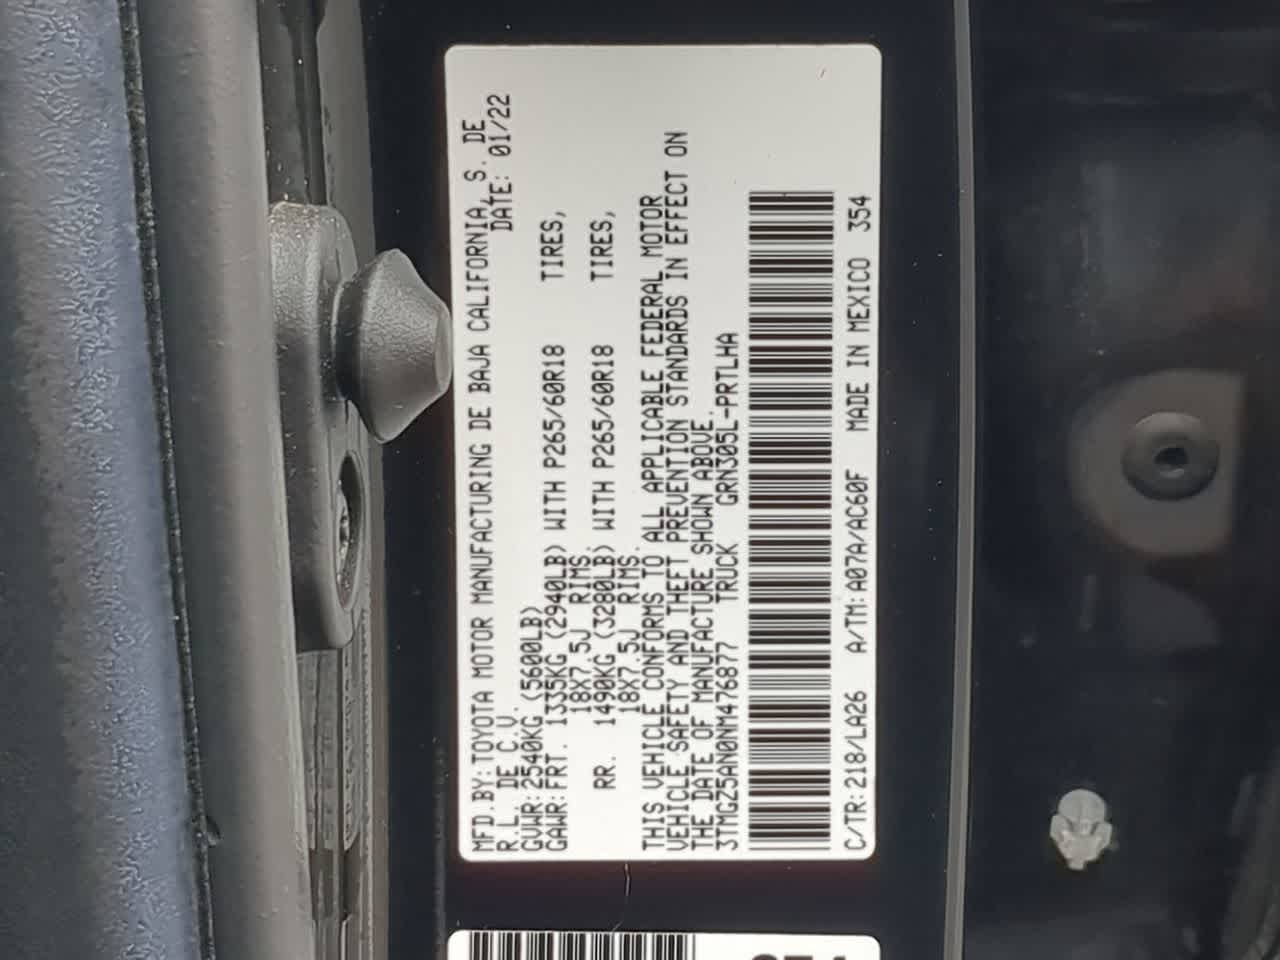 MFD.BY:TOYOTA MOTOR MANUFACTURING DE BAJA CALIFORNIA, S. DE
R.L. DE C.V. DATE: 01/22
GVWR:2540KG (5600LB)
GAWR:FRT. 1335KG (2940LB) WITH P265/60R18 TIRES,
18X7.5J RIMS.
RR. 1490KG (3280LB) WITH P265/60R18 TIRES,
18X7.5J RIMS.
THIS VEHICLE CONFORMS TO ALL APPLICABLE FEDERAL MOTOR
VEHICLE SAFETY AND THEFT PREVENTION STANDARDS IN EFFECT ON
THE DATE OF MANUFACTURE SHOWN ABOVE.
3TMGZ5AN0NM476877 TRUCK GRN305L-PRTLHA
C/TR:218/LA26 A/TM:A07A/AC60F MADE IN MEXICO 354